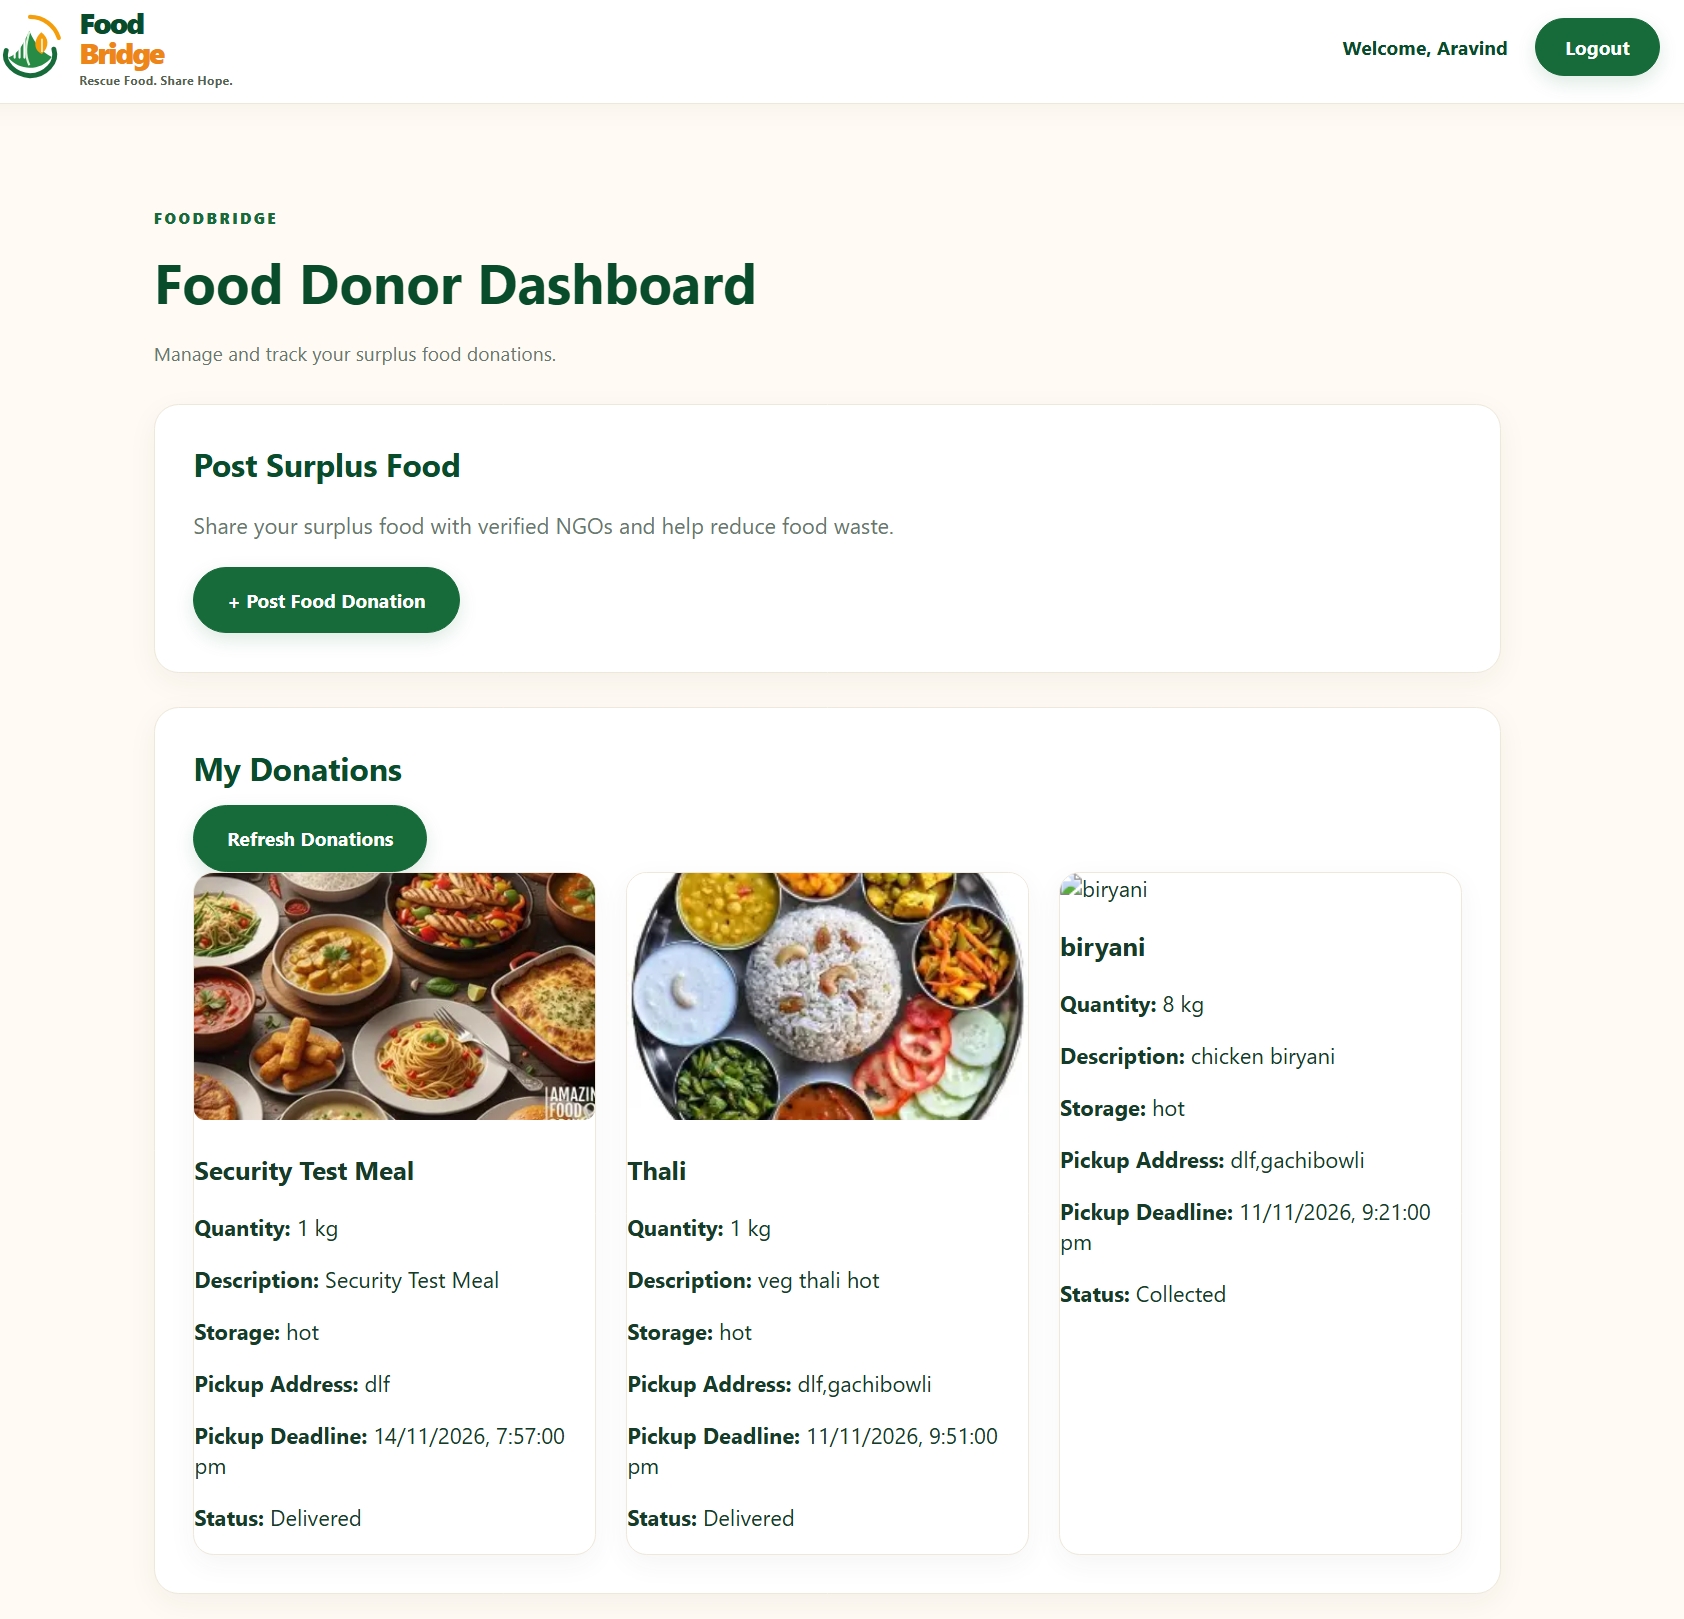 Food
Bridge
Rescue Food. Share Hope.
Welcome, Aravind
Logout
FOODBRIDGE
Food Donor Dashboard
Manage and track your surplus food donations.
Post Surplus Food
Share your surplus food with verified NGOs and help reduce food waste.
+ Post Food Donation
My Donations
Refresh Donations
AMAZIN
FOOD
Security Test Meal
Quantity: 1 kg
Description: Security Test Meal
Storage: hot
Pickup Address: dlf
Pickup Deadline: 14/11/2026, 7:57:00
pm
Status: Delivered
Thali
Quantity: 1 kg
Description: veg thali hot
Storage: hot
Pickup Address: dlf,gachibowli
Pickup Deadline: 11/11/2026, 9:51:00
pm
Status: Delivered
biryani
biryani
Quantity: 8 kg
Description: chicken biryani
Storage: hot
Pickup Address: dlf,gachibowli
Pickup Deadline: 11/11/2026, 9:21:00
pm
Status: Collected